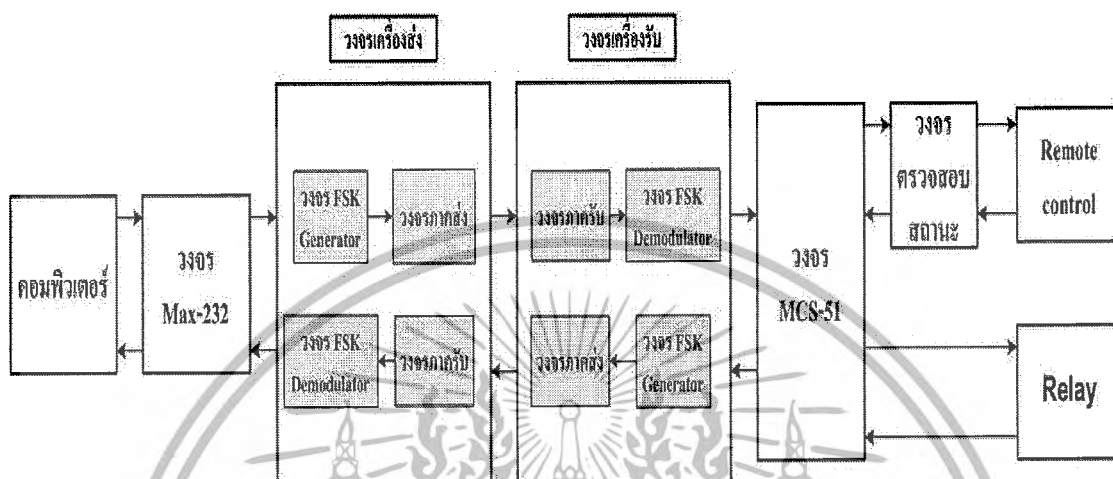 วงจรเครื่องส่ง
วงจรเครื่องรับ
คอมพิวเตอร์
วงจร
Max-232
วงจร FSK
Generator
วงจรภาคส่ง
วงจร FSK
Demodulator
วงจรภาครับ
วงจรภาครับ
วงจร FSK
Demodulator
วงจรภาคส่ง
วงจร FSK
Generator
วงจร
MCS-51
วงจร
ตรวจสอบ
สถานะ
Remote
control
Relay